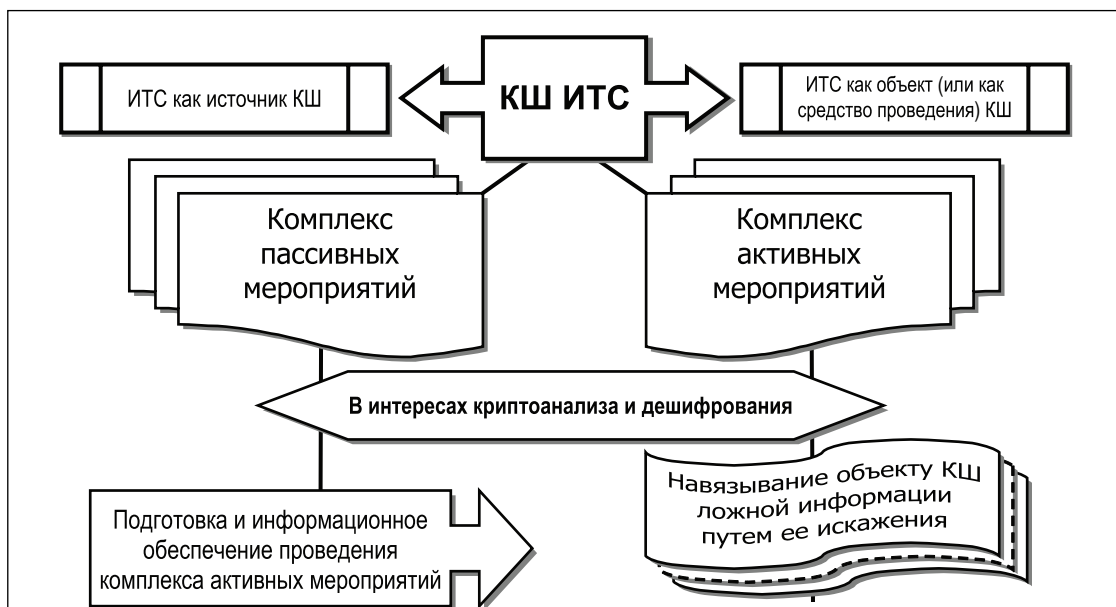 ИТС как источник КШ
КШ ИТС
ИТС как объект (или как
средство проведения) КШ
Комплекс
пассивных
мероприятий
Комплекс
активных
мероприятий
В интересах криптоанализа и дешифрования
Подготовка и информационное
обеспечение проведения
комплекса активных мероприятий
Навязывание объекту КШ
ложной информации
путем ее искажения